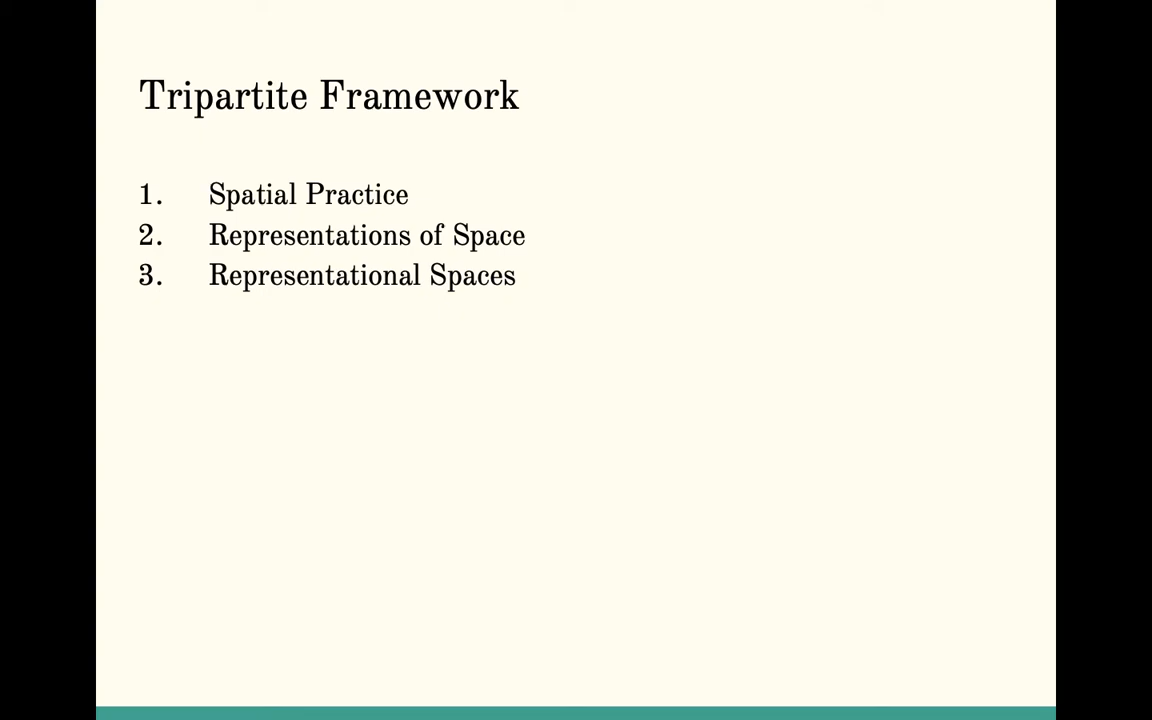 Tripartite Framework
1. Spatial Practice
2. Representations of Space
3. Representational Spaces